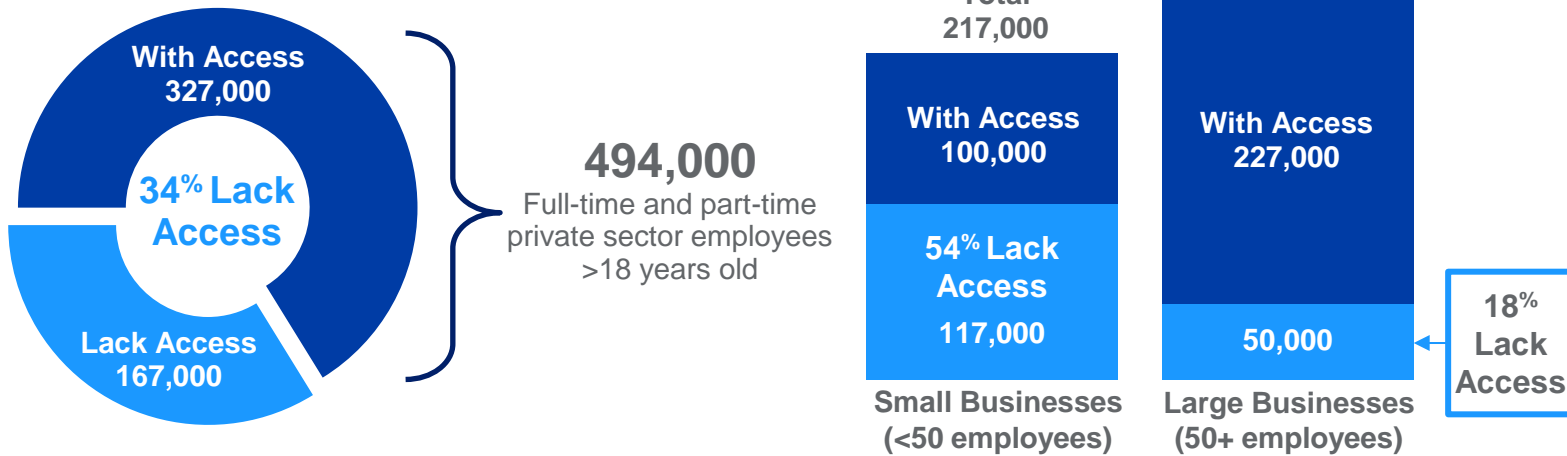 With Access
327,000
34% Lack
Access
Lack Access
167,000
494,000
Full-time and part-time
private sector employees
>18 years old
Total
217,000
With Access
100,000
54% Lack
Access
117,000
Small Businesses
(<50 employees)
With Access
227,000
50,000
Large Businesses
(50+ employees)
18%
Lack
Access